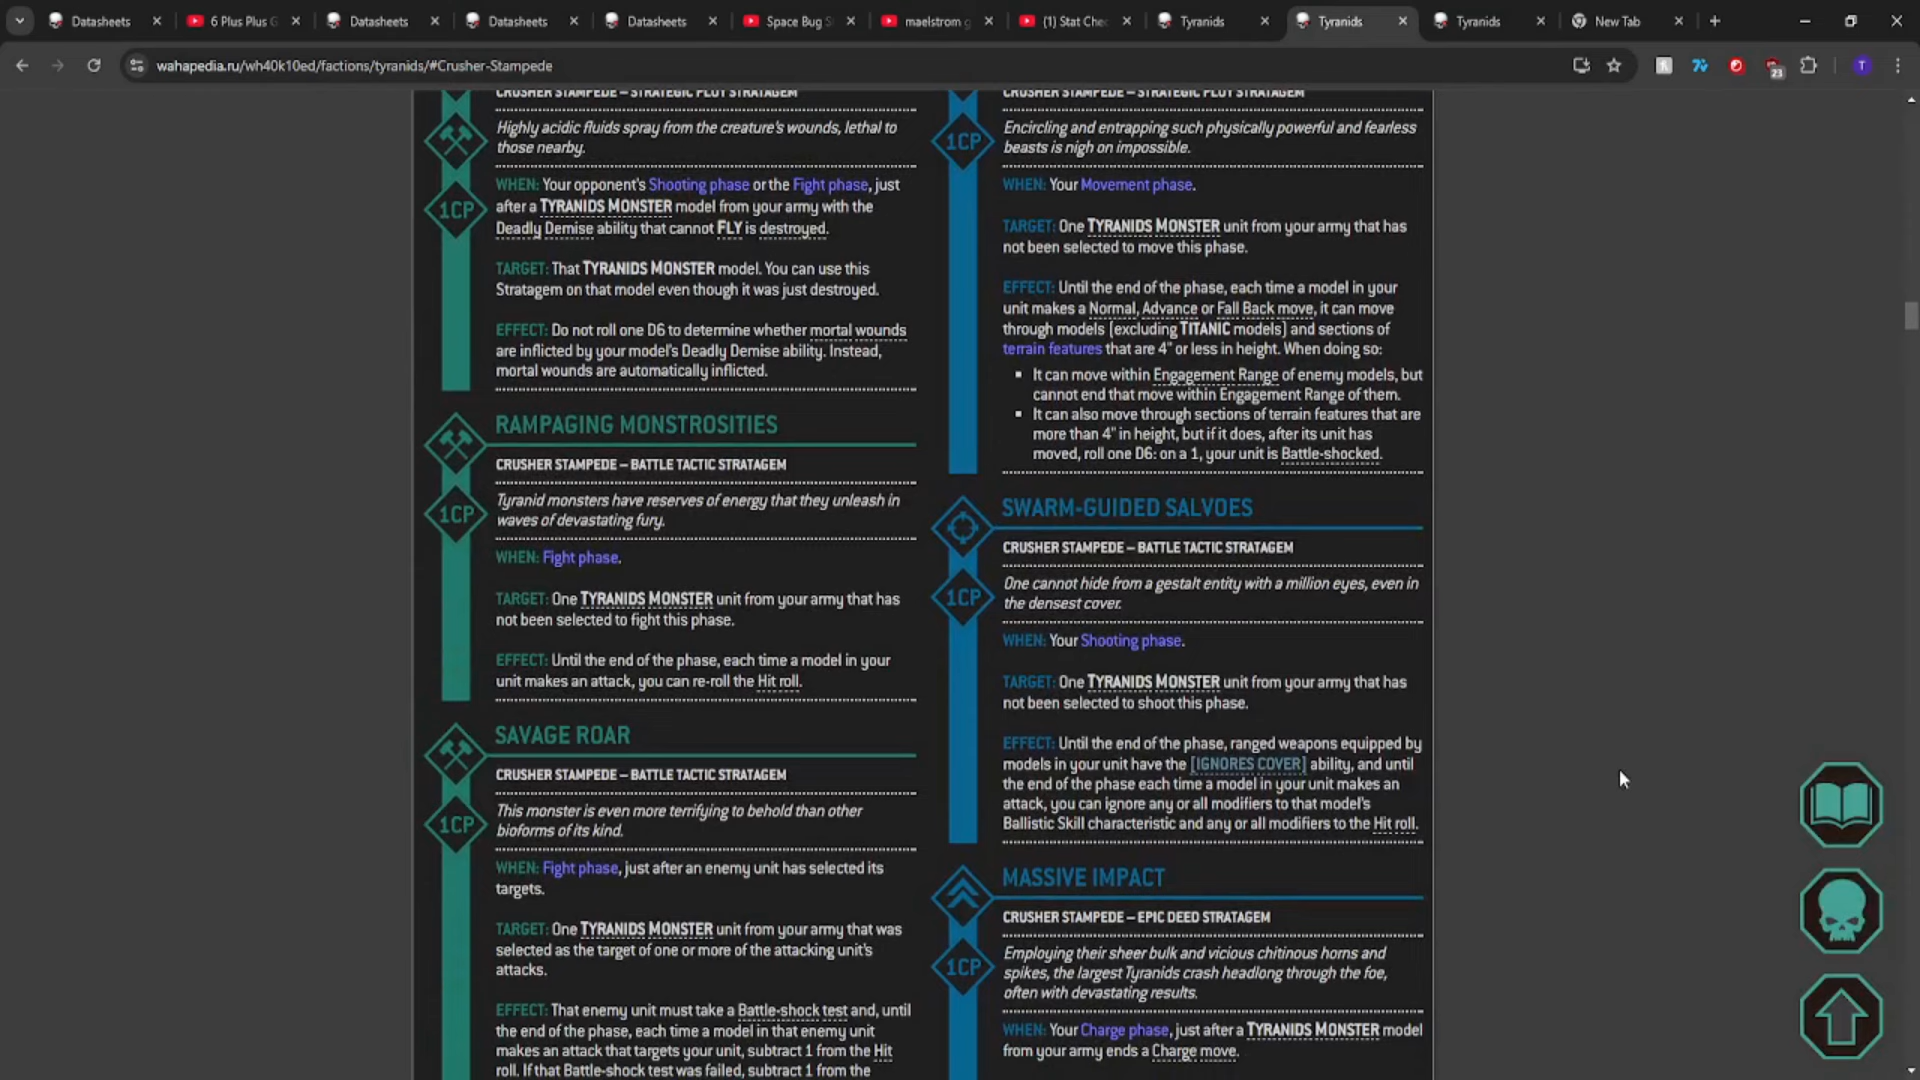 Datasheets
6 Plus Plus G
Datasheets
Datasheets
Datasheets
Space Bug S
maelstrom g
(1) Stat Che
Tyranids
Tyranids
Tyranids
New Tab
wahapedia.ru/wh40k10ed/factions/tyranids/#Crusher-Stampede
23
T
CRUSHER STAMPEDE – STRATEGIC PLOY STRATAGEM
Highly acidic fluids spray from the creature's wounds, lethal to
those nearby.
1CP
WHEN: Your opponent's Shooting phase or the Fight phase, just
after a TYRANIDS MONSTER model from your army with the
Deadly Demise ability that cannot FLY is destroyed.
TARGET: That TYRANIDS MONSTER model. You can use this
Stratagem on that model even though it was just destroyed.
EFFECT: Do not roll one D6 to determine whether mortal wounds
are inflicted by your model's Deadly Demise ability. Instead,
mortal wounds are automatically inflicted.
RAMPAGING MONSTROSITIES
CRUSHER STAMPEDE – BATTLE TACTIC STRATAGEM
1CP
Tyranid monsters have reserves of energy that they unleash in
waves of devastating fury.
WHEN: Fight phase.
TARGET: One TYRANIDS MONSTER unit from your army that has
not been selected to fight this phase.
EFFECT: Until the end of the phase, each time a model in your
unit makes an attack, you can re-roll the Hit roll.
SAVAGE ROAR
CRUSHER STAMPEDE – BATTLE TACTIC STRATAGEM
1CP
This monster is even more terrifying to behold than other
bioforms of its kind.
WHEN: Fight phase, just after an enemy unit has selected its
targets.
TARGET: One TYRANIDS MONSTER unit from your army that was
selected as the target of one or more of the attacking unit's
attacks.
EFFECT: That enemy unit must take a Battle-shock test and, until
the end of the phase, each time a model in that enemy unit
makes an attack that targets your unit, subtract 1 from the Hit
roll. If that Battle-shock test was failed, subtract 1 from the
CRUSHER STAMPEDE – STRATEGIC PLOY STRATAGEM
1CP
Encircling and entrapping such physically powerful and fearless
beasts is nigh on impossible.
WHEN: Your Movement phase.
TARGET: One TYRANIDS MONSTER unit from your army that has
not been selected to move this phase.
EFFECT: Until the end of the phase, each time a model in your
unit makes a Normal, Advance or Fall Back move, it can move
through models (excluding TITANIC models) and sections of
terrain features that are 4" or less in height. When doing so:
▪ It can move within Engagement Range of enemy models, but
cannot end that move within Engagement Range of them.
▪ It can also move through sections of terrain features that are
more than 4" in height, but if it does, after its unit has
moved, roll one D6: on a 1, your unit is Battle-shocked.
SWARM-GUIDED SALVOES
CRUSHER STAMPEDE – BATTLE TACTIC STRATAGEM
1CP
One cannot hide from a gestalt entity with a million eyes, even in
the densest cover.
WHEN: Your Shooting phase.
TARGET: One TYRANIDS MONSTER unit from your army that has
not been selected to shoot this phase.
EFFECT: Until the end of the phase, ranged weapons equipped by
models in your unit have the [IGNORES COVER] ability, and until
the end of the phase each time a model in your unit makes an
attack, you can ignore any or all modifiers to that model's
Ballistic Skill characteristic and any or all modifiers to the Hit roll.
MASSIVE IMPACT
CRUSHER STAMPEDE – EPIC DEED STRATAGEM
1CP
Employing their sheer bulk and vicious chitinous horns and
spikes, the largest Tyranids crash headlong through the foe,
often with devastating results.
WHEN: Your Charge phase, just after a TYRANIDS MONSTER model
from your army ends a Charge move.